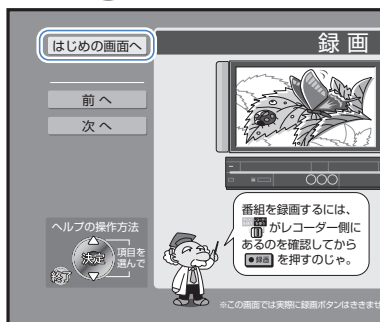 はじめの画面へ
録画
前へ
次へ
番組を録画するには、
がレコーダー側に
あるのを確認してから
●録画 を押すのじゃ。
ヘルプの操作方法
決定
項目を
選んで
終了
※この画面では実際に録画ボタンはききませ